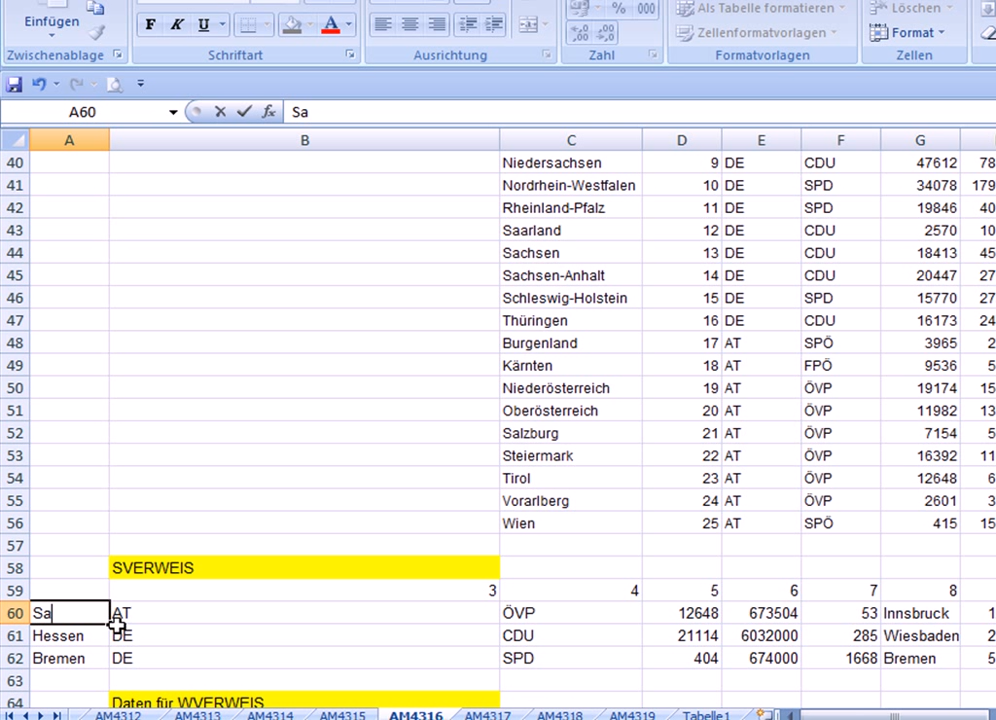 % 000
Als Tabelle formatieren
Löschen
Einfügen
F K U A
Zellenformatvorlagen
Format
Zwischenablage Schriftart Ausrichtung Zahl Formatvorlagen Zellen
A60 fx Sa
A B C D E F G
40 Niedersachsen 9 DE CDU 47612 78
41 Nordrhein-Westfalen 10 DE SPD 34078 179
42 Rheinland-Pfalz 11 DE SPD 19846 40
43 Saarland 12 DE CDU 2570 10
44 Sachsen 13 DE CDU 18413 45
45 Sachsen-Anhalt 14 DE CDU 20447 27
46 Schleswig-Holstein 15 DE SPD 15770 27
47 Thüringen 16 DE CDU 16173 24
48 Burgenland 17 AT SPÖ 3965 2
49 Kärnten 18 AT FPÖ 9536 5
50 Niederösterreich 19 AT ÖVP 19174 15
51 Oberösterreich 20 AT ÖVP 11982 13
52 Salzburg 21 AT ÖVP 7154 5
53 Steiermark 22 AT ÖVP 16392 11
54 Tirol 23 AT ÖVP 12648 6
55 Vorarlberg 24 AT ÖVP 2601 3
56 Wien 25 AT SPÖ 415 15
57
58 SVERWEIS
59 3 4 5 6 7 8
60 Sa AT ÖVP 12648 673504 53 Innsbruck 1
61 Hessen DE CDU 21114 6032000 285 Wiesbaden 2
62 Bremen DE SPD 404 674000 1668 Bremen 5
63
64 Daten für WVERWEIS
AM4312 AM4313 AM4314 AM4315 AM4316 AM4317 AM4318 AM4319 Tabelle1